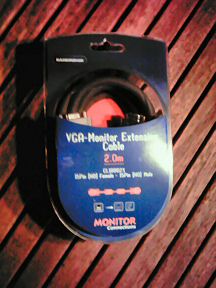 VGA-Monitor Extension
Cable
2.0m
15Pin (HD) Female - 15Pin (HD) Male
MONITOR
Connections